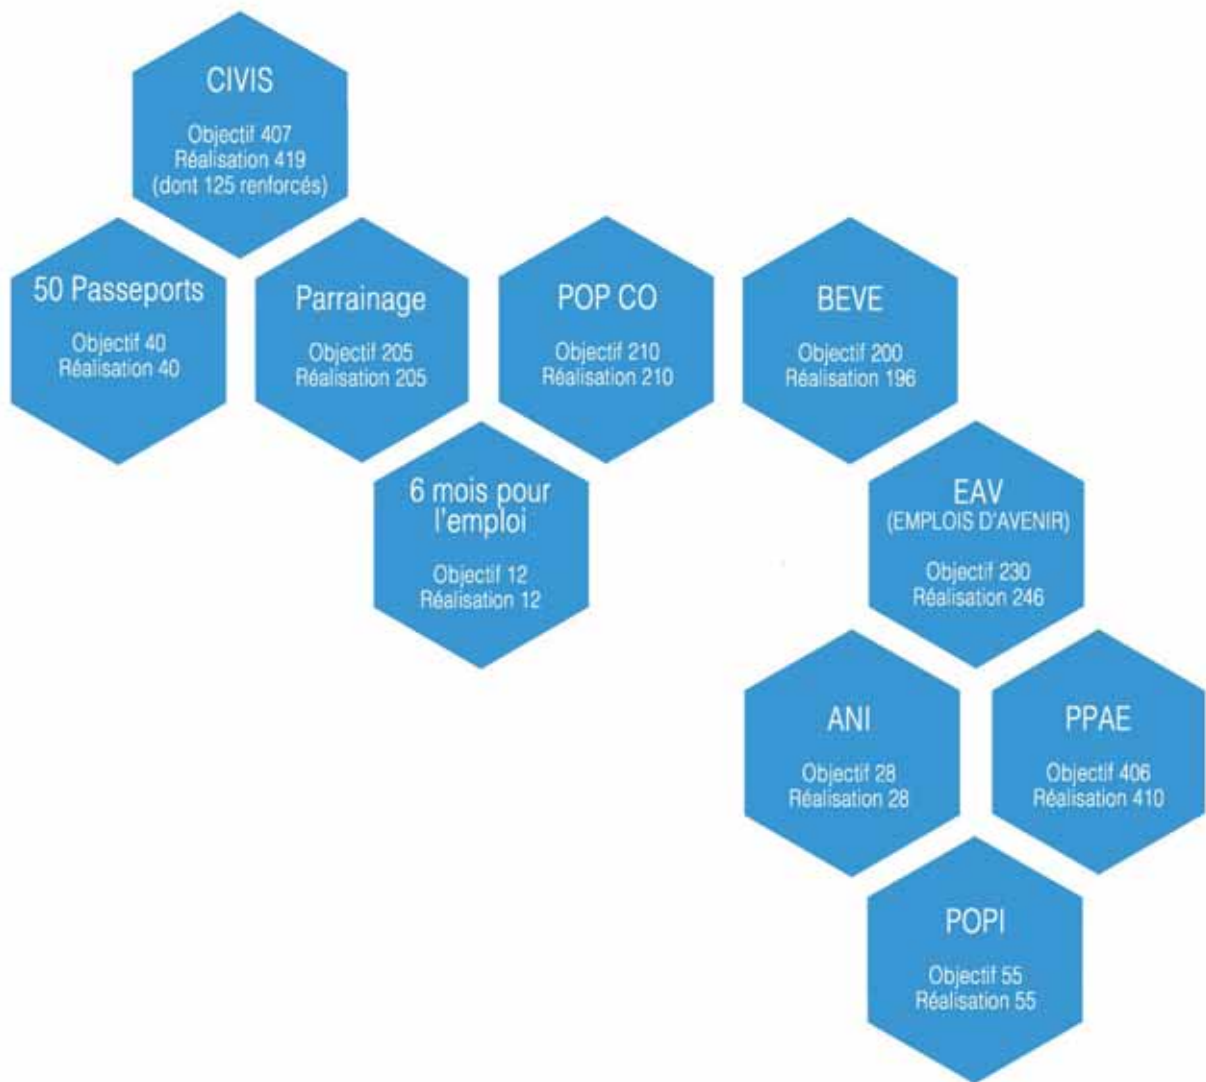 CIVIS
Objectif 407
Réalisation 419
(dont 125 renforcés)
50 Passeports
Objectif 40
Réalisation 40
Parrainage
Objectif 205
Réalisation 205
POP CO
Objectif 210
Réalisation 210
BEVE
Objectif 200
Réalisation 196
6 mois pour
l'emploi
Objectif 12
Réalisation 12
EAV
(EMPLOIS D'AVENIR)
Objectif 230
Réalisation 246
ANI
Objectif 28
Réalisation 28
PPAE
Objectif 406
Réalisation 410
POPI
Objectif 55
Réalisation 55